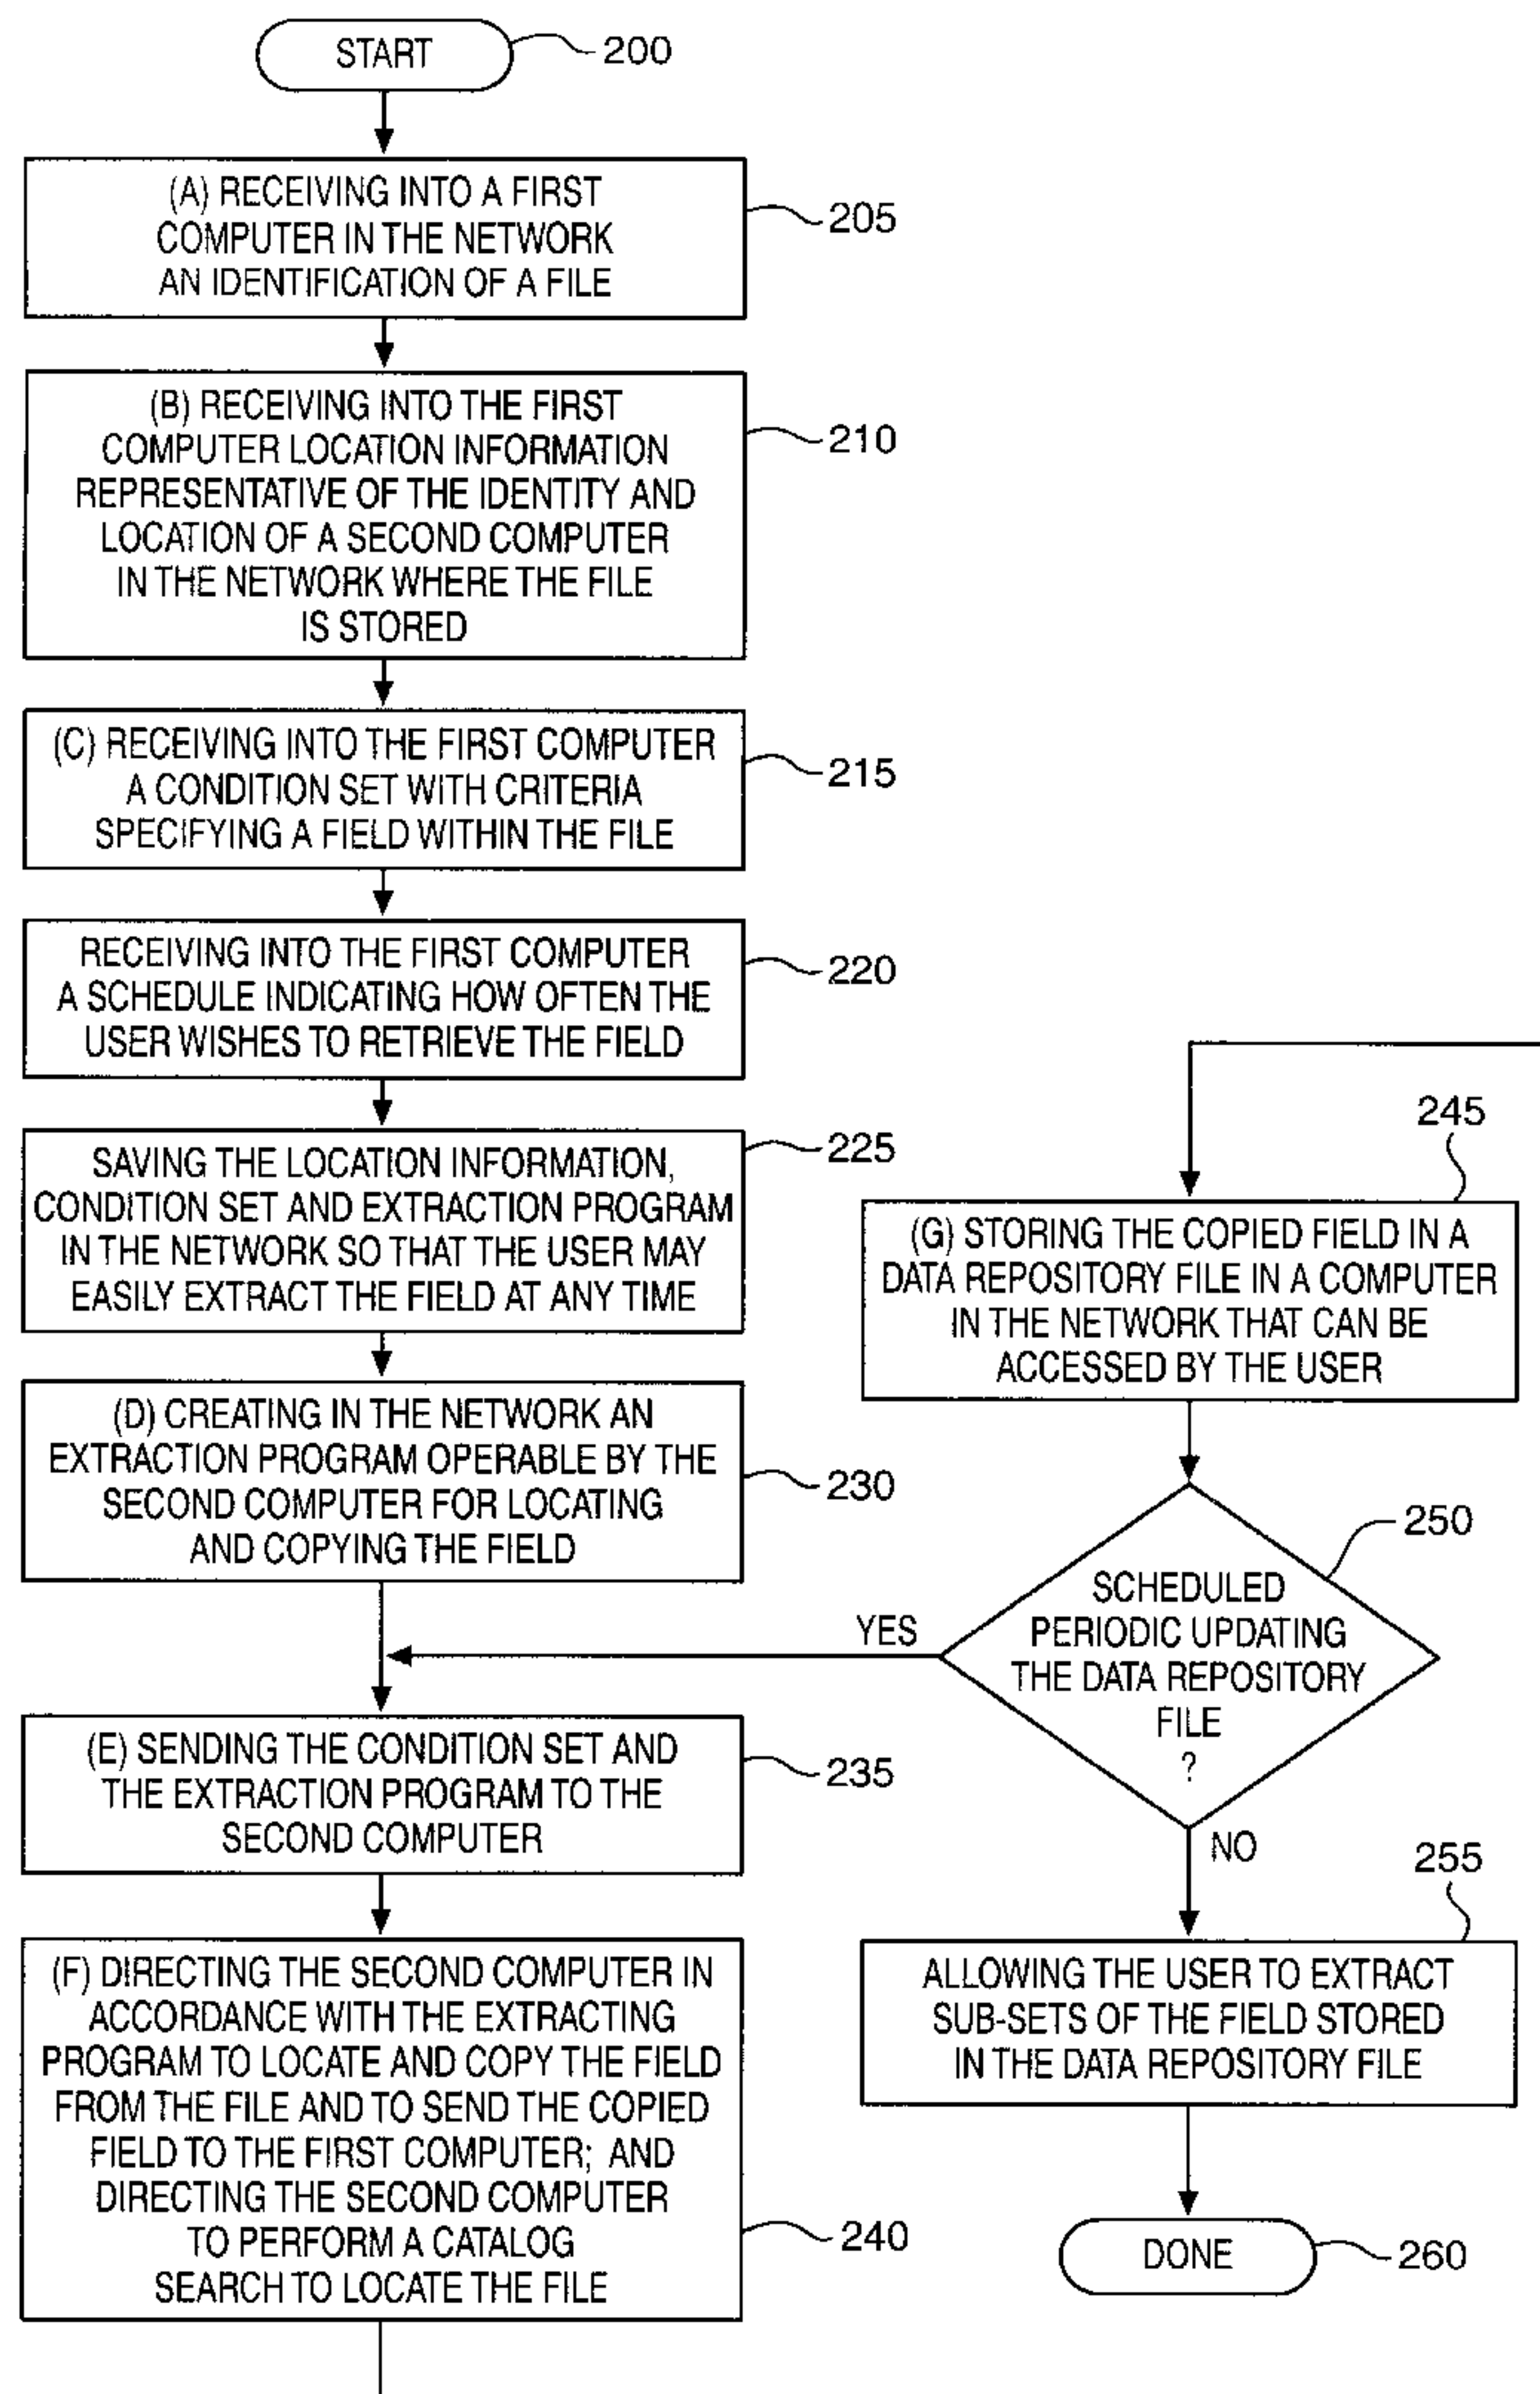 START
200
(A) RECEIVING INTO A FIRST
COMPUTER IN THE NETWORK
AN IDENTIFICATION OF A FILE
205
(B) RECEIVING INTO THE FIRST
COMPUTER LOCATION INFORMATION
REPRESENTATIVE OF THE IDENTITY AND
LOCATION OF A SECOND COMPUTER
IN THE NETWORK WHERE THE FILE
IS STORED
210
(C) RECEIVING INTO THE FIRST COMPUTER
A CONDITION SET WITH CRITERIA
SPECIFYING A FIELD WITHIN THE FILE
215
RECEIVING INTO THE FIRST COMPUTER
A SCHEDULE INDICATING HOW OFTEN THE
USER WISHES TO RETRIEVE THE FIELD
220
SAVING THE LOCATION INFORMATION,
CONDITION SET AND EXTRACTION PROGRAM
IN THE NETWORK SO THAT THE USER MAY
EASILY EXTRACT THE FIELD AT ANY TIME
225
(D) CREATING IN THE NETWORK AN
EXTRACTION PROGRAM OPERABLE BY THE
SECOND COMPUTER FOR LOCATING
AND COPYING THE FIELD
230
(E) SENDING THE CONDITION SET AND
THE EXTRACTION PROGRAM TO THE
SECOND COMPUTER
235
(F) DIRECTING THE SECOND COMPUTER IN
ACCORDANCE WITH THE EXTRACTING
PROGRAM TO LOCATE AND COPY THE FIELD
FROM THE FILE AND TO SEND THE COPIED
FIELD TO THE FIRST COMPUTER; AND
DIRECTING THE SECOND COMPUTER
TO PERFORM A CATALOG
SEARCH TO LOCATE THE FILE
240
245
(G) STORING THE COPIED FIELD IN A
DATA REPOSITORY FILE IN A COMPUTER
IN THE NETWORK THAT CAN BE
ACCESSED BY THE USER
250
SCHEDULED
PERIODIC UPDATING
THE DATA REPOSITORY
FILE
?
YES
NO
255
ALLOWING THE USER TO EXTRACT
SUB-SETS OF THE FIELD STORED
IN THE DATA REPOSITORY FILE
DONE
260